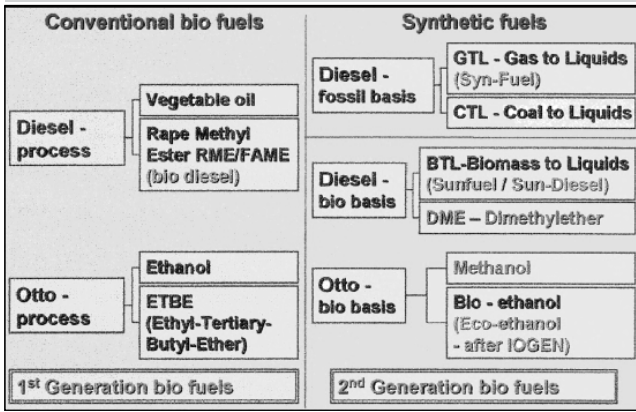 Conventional bio fuels
Diesel -
process
Vegetable oil
Rape Methyl
Ester RME/FAME
(bio diesel)
Otto -
process
Ethanol
ETBE
(Ethyl-Tertiary-
Butyl-Ether)
1st Generation bio fuels
Synthetic fuels
Diesel -
fossil basis
GTL - Gas to Liquids
(Syn-Fuel)
CTL - Coal to Liquids
Diesel -
bio basis
BTL-Biomass to Liquids
(Sunfuel / Sun-Diesel)
DME – Dimethylether
Otto -
bio basis
Methanol
Bio - ethanol
(Eco-ethanol
- after IOGEN)
2nd Generation bio fuels